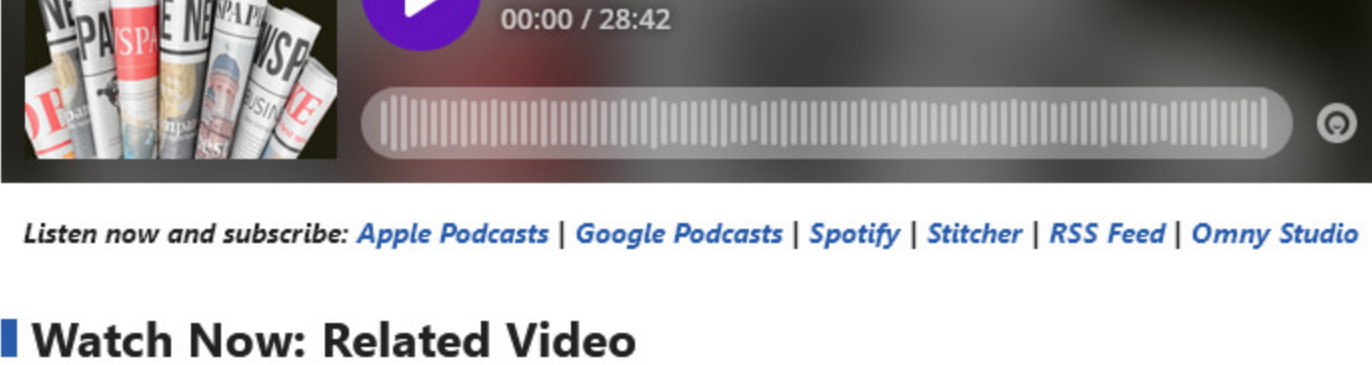 00:00 / 28:42
Listen now and subscribe: Apple Podcasts | Google Podcasts | Spotify | Stitcher | RSS Feed | Omny Studio
Watch Now: Related Video